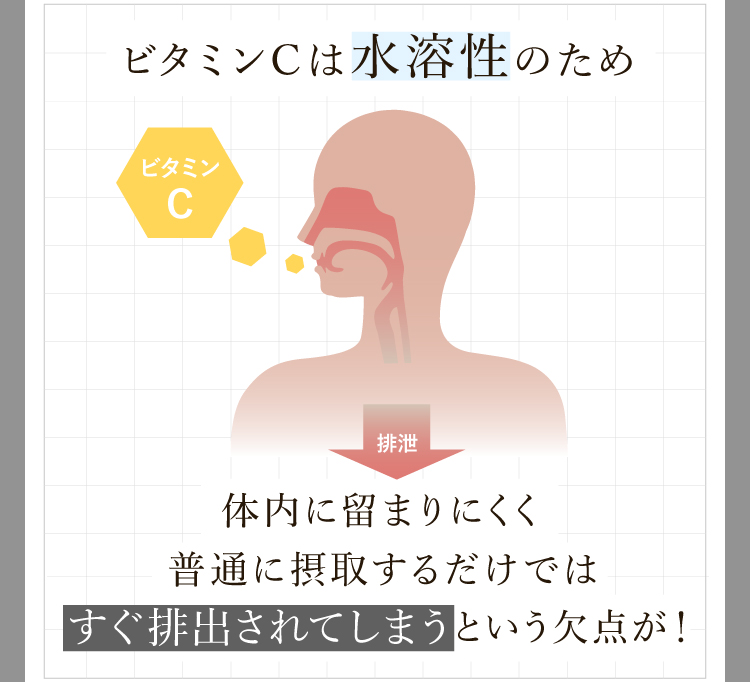 ビタミンCは水溶性のため
ビタミン
C
排泄
体内に留まりにくく
普通に摂取するだけでは
すぐ排出されてしまうという欠点が！